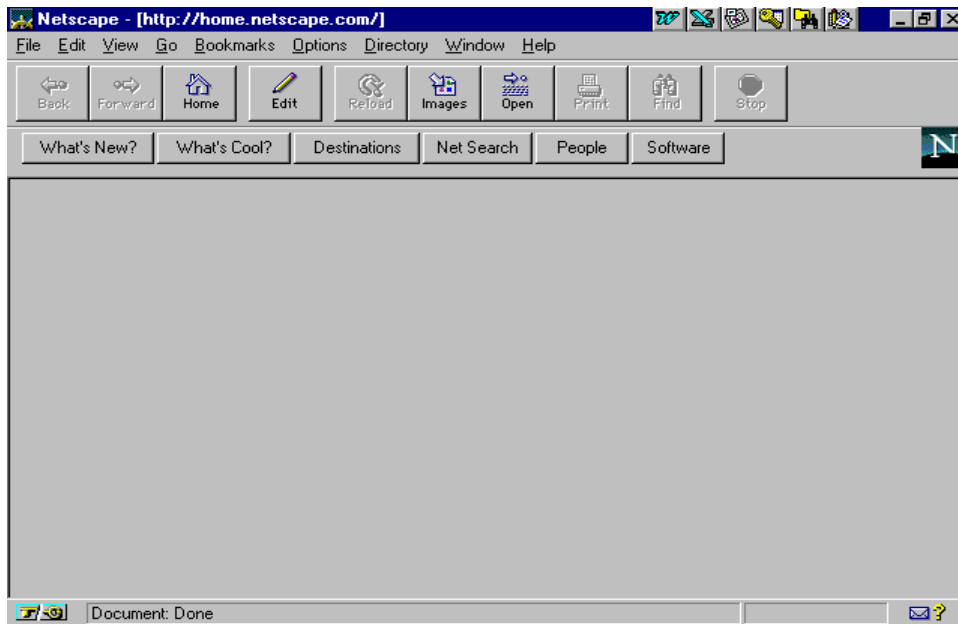 Netscape - [http://home.netscape.com/]
File Edit View Go Bookmarks Options Directory Window Help
Back Forward Home Edit Reload Images Open Print Find Stop
What's New? What's Cool? Destinations Net Search People Software
N
Document: Done